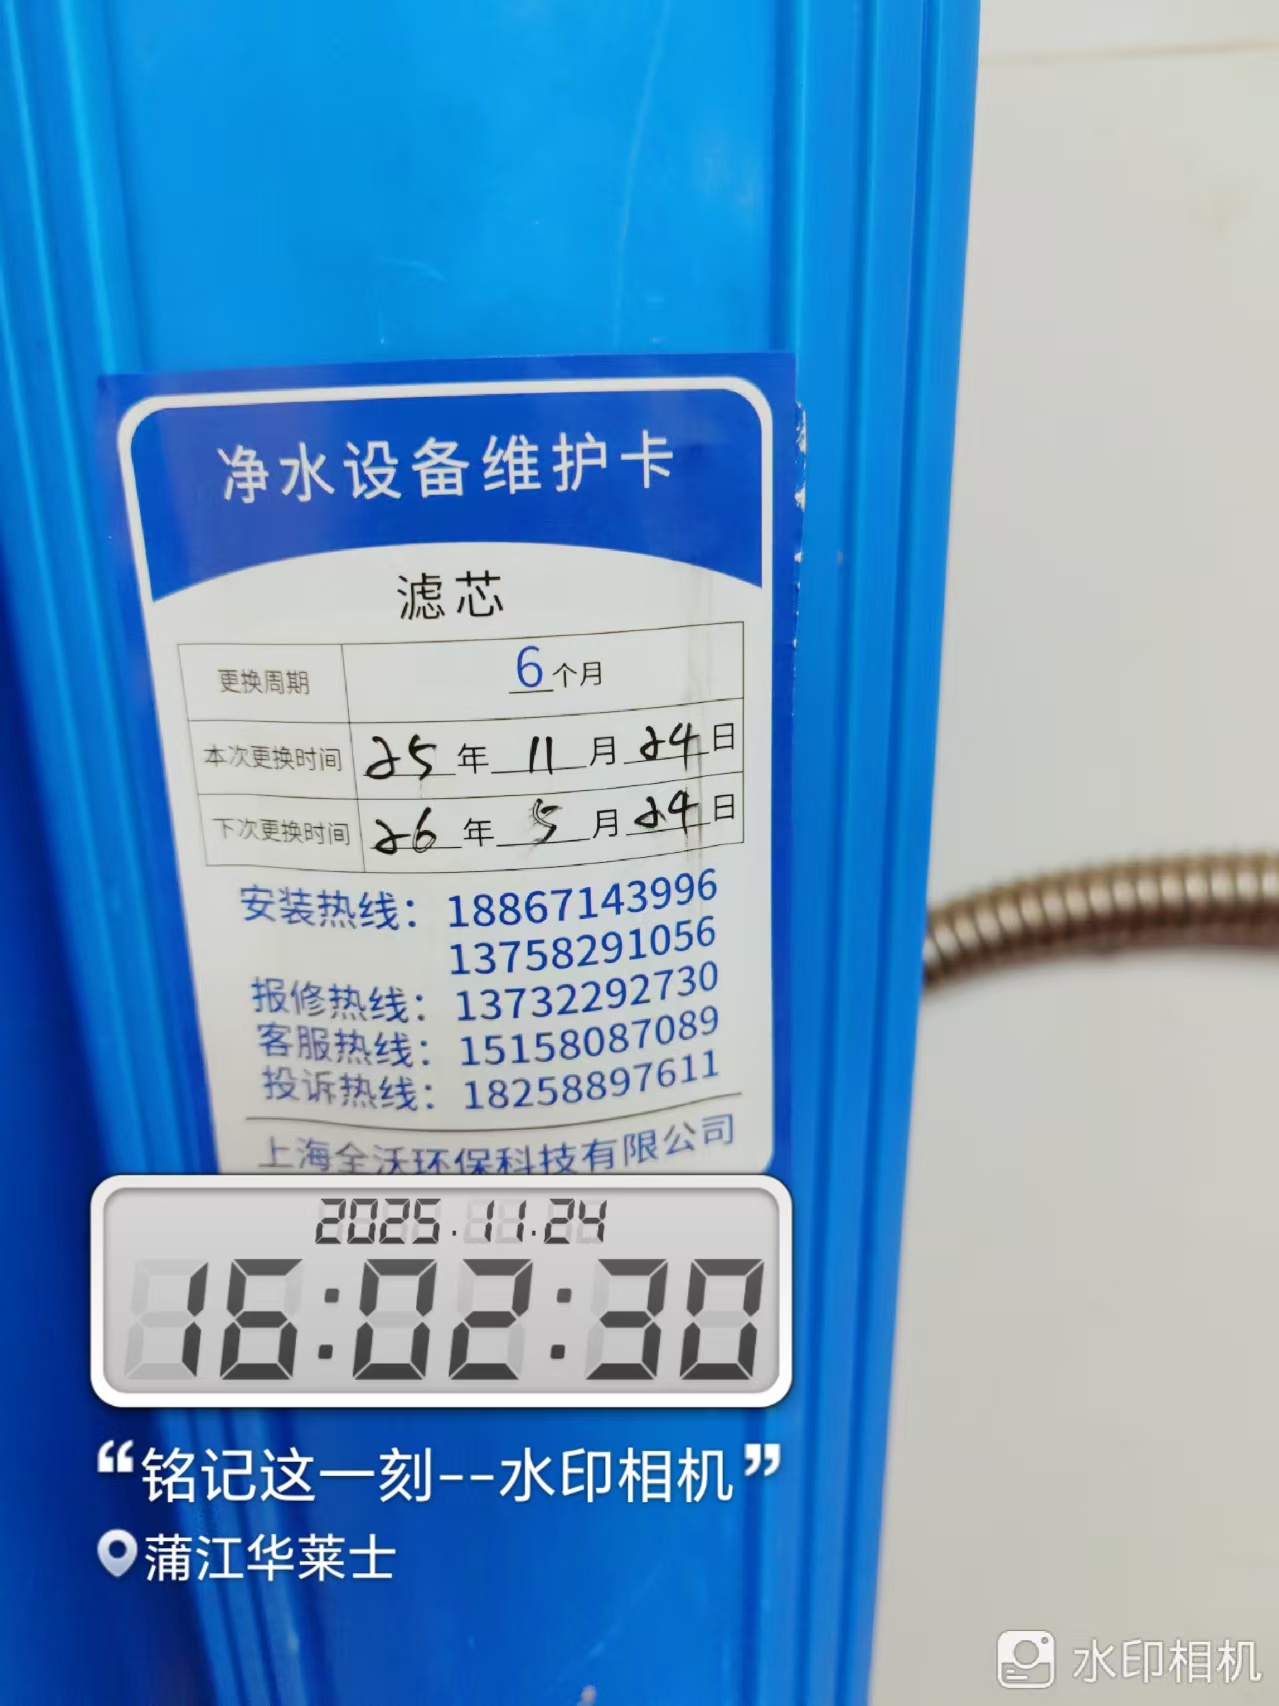 净水设备维护卡
滤芯
更换周期 6个月
本次更换时间 25年11月24日
下次更换时间 26年5月24日
安装热线：18867143996
13758291056
报修热线：13732292730
客服热线：15158087089
投诉热线：18258897611
上海全沃环保科技有限公司
2025.11.24
16:02:30
“铭记这一刻--水印相机”
蒲江华莱士
水印相机